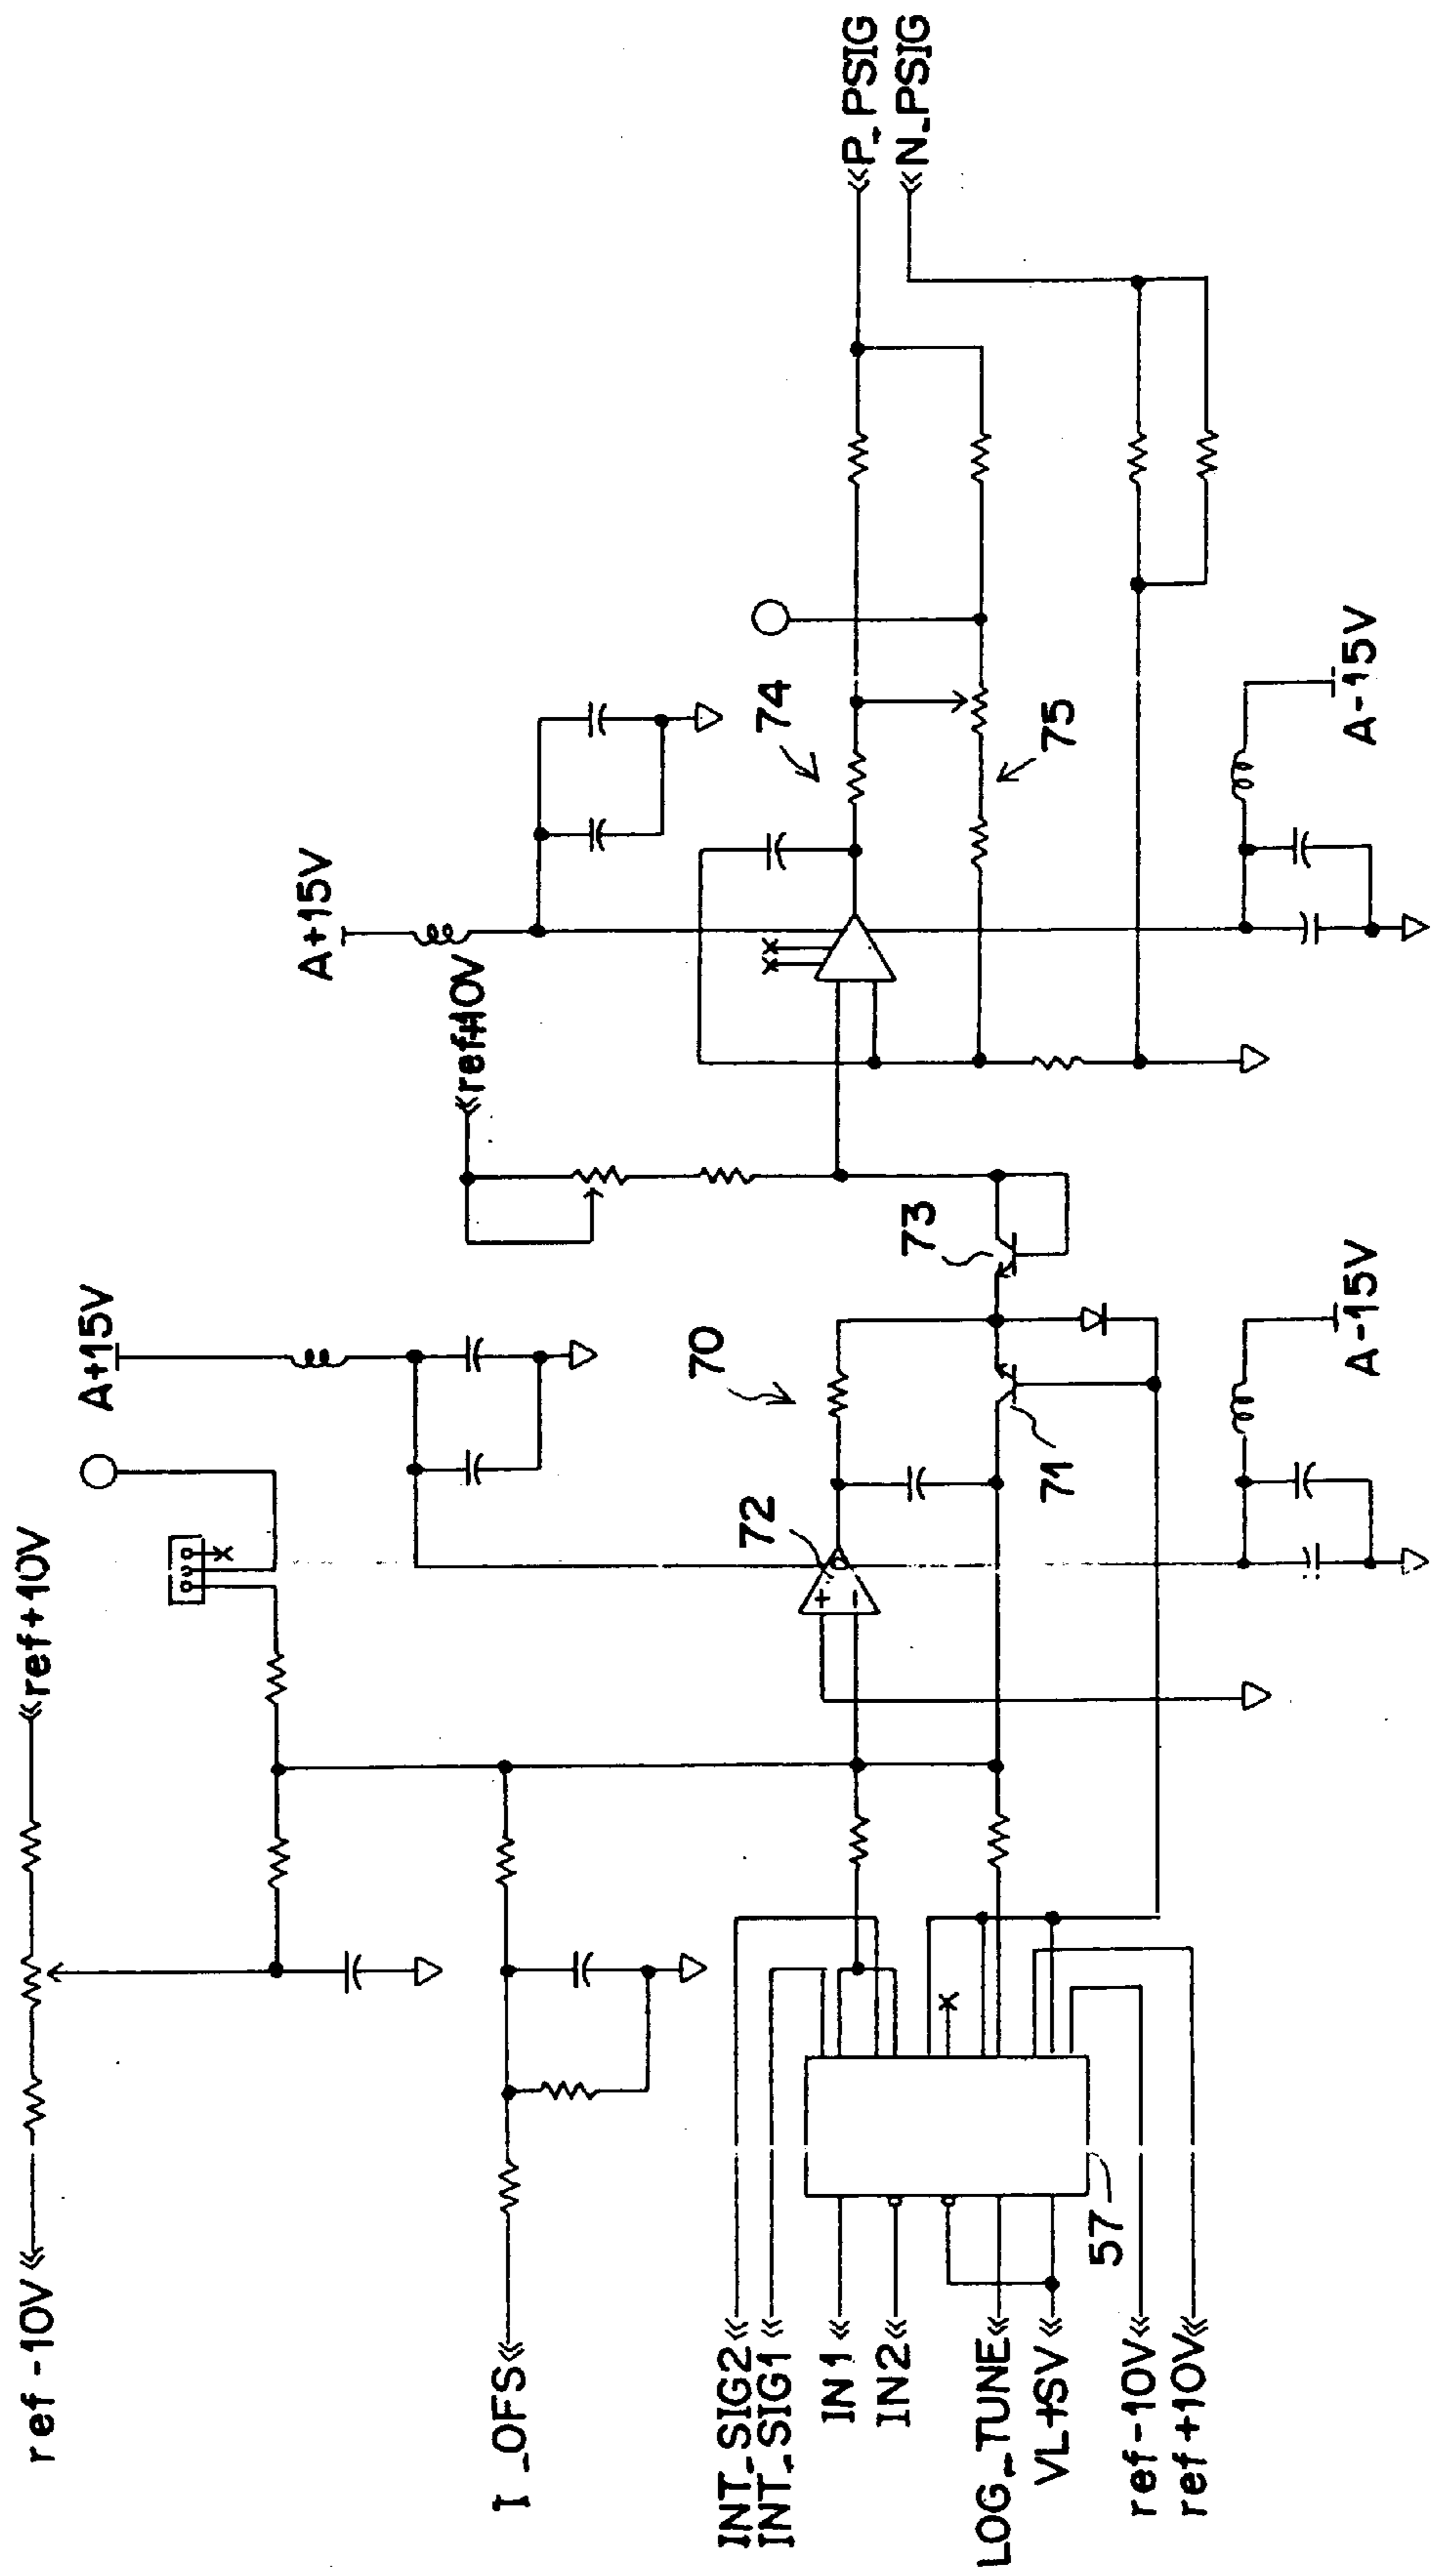 ref -10V
ref+10V
A+15V
A+15V
ref+10V
I_OFS
INT_SIG2
INT_SIG1
IN1
IN2
LOG_TUNE
VL+SV
ref-10V
ref+10V
57
72
+
-
70
71
73
74
75
A-15V
A-15V
P_PSIG
N_PSIG